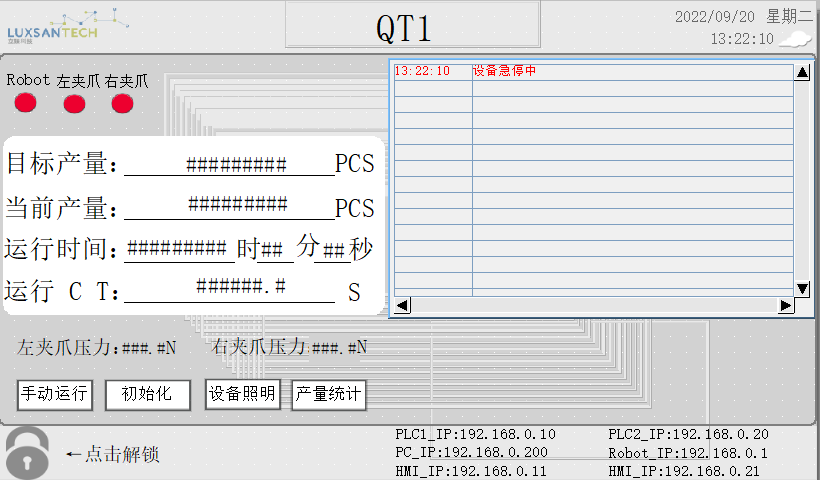 LUXSANTECH
立胜科技
QT1
2022/09/20 星期二
13:22:10
Robot 左夹爪 右夹爪
13:22:10 设备急停中
目标产量: ######### PCS
当前产量: ######### PCS
运行时间: ######### 时 ## 分 ## 秒
运行 C T: ######.# S
左夹爪压力:###.#N 右夹爪压力:###.#N
手动运行 初始化 设备照明 产量统计
←点击解锁
PLC1_IP:192.168.0.10 PLC2_IP:192.168.0.20
PC_IP:192.168.0.200 Robot_IP:192.168.0.1
HMI_IP:192.168.0.11 HMI_IP:192.168.0.21